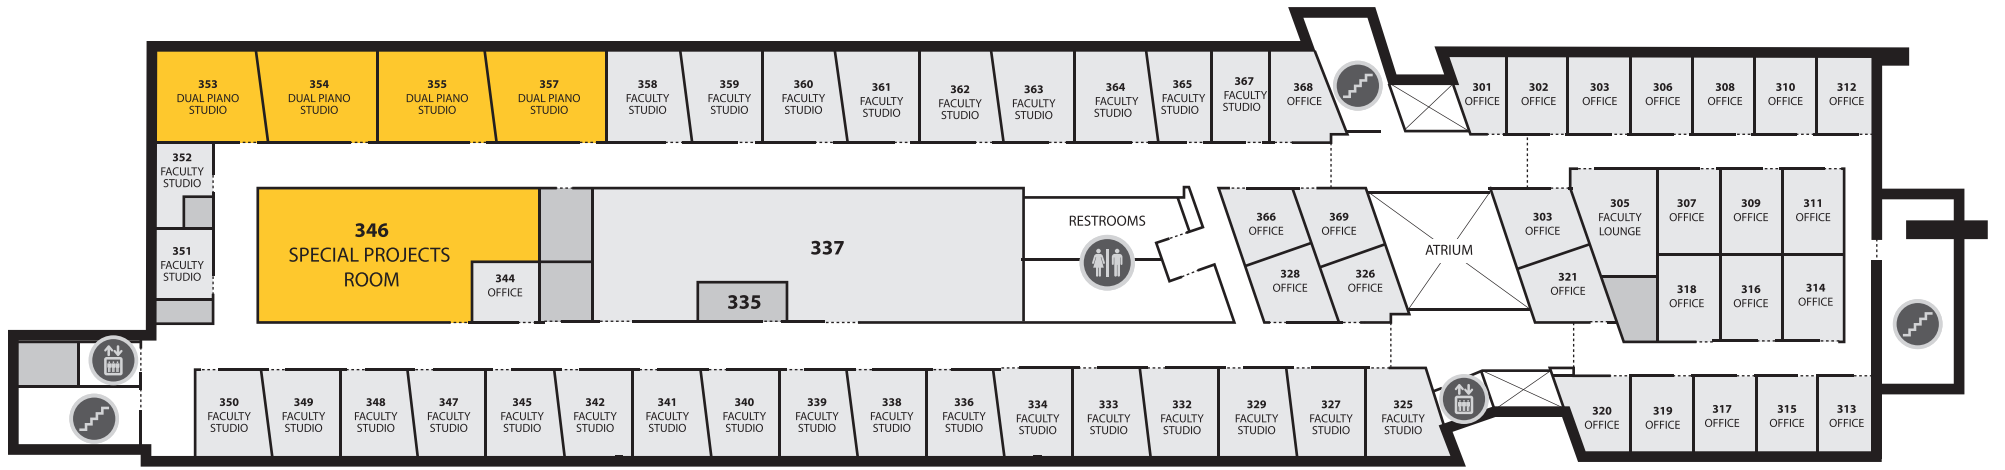 353
DUAL PIANO
STUDIO
354
DUAL PIANO
STUDIO
355
DUAL PIANO
STUDIO
357
DUAL PIANO
STUDIO
358
FACULTY
STUDIO
359
FACULTY
STUDIO
360
FACULTY
STUDIO
361
FACULTY
STUDIO
362
FACULTY
STUDIO
363
FACULTY
STUDIO
364
FACULTY
STUDIO
365
FACULTY
STUDIO
367
FACULTY
STUDIO
368
OFFICE
301
OFFICE
302
OFFICE
303
OFFICE
306
OFFICE
308
OFFICE
310
OFFICE
312
OFFICE
352
FACULTY
STUDIO
351
FACULTY
STUDIO
346
SPECIAL PROJECTS
ROOM
344
OFFICE
337
335
RESTROOMS
366
OFFICE
369
OFFICE
328
OFFICE
326
OFFICE
ATRIUM
303
OFFICE
321
OFFICE
305
FACULTY
LOUNGE
307
OFFICE
309
OFFICE
311
OFFICE
318
OFFICE
316
OFFICE
314
OFFICE
350
FACULTY
STUDIO
349
FACULTY
STUDIO
348
FACULTY
STUDIO
347
FACULTY
STUDIO
345
FACULTY
STUDIO
342
FACULTY
STUDIO
341
FACULTY
STUDIO
340
FACULTY
STUDIO
339
FACULTY
STUDIO
338
FACULTY
STUDIO
336
FACULTY
STUDIO
334
FACULTY
STUDIO
333
FACULTY
STUDIO
332
FACULTY
STUDIO
329
FACULTY
STUDIO
327
FACULTY
STUDIO
325
FACULTY
STUDIO
320
OFFICE
319
OFFICE
317
OFFICE
315
OFFICE
313
OFFICE